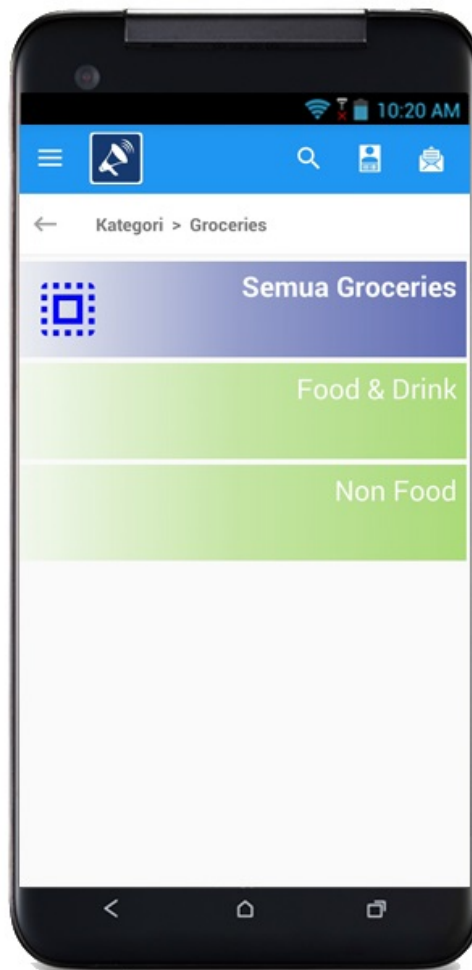 10:20 AM
Kategori > Groceries
Semua Groceries
Food & Drink
Non Food